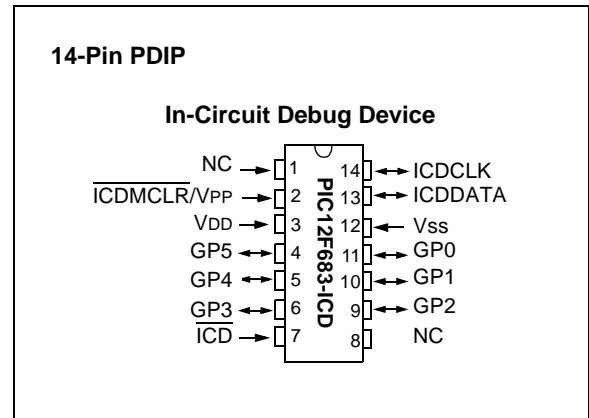 14-Pin PDIP
In-Circuit Debug Device
NC 1 14 ICDCLK
ICDMCLR/VPP 2 13 ICDDATA
VDD 3 12 Vss
GP5 4 11 GP0
GP4 5 10 GP1
GP3 6 9 GP2
ICD 7 8 NC
PIC12F683-ICD